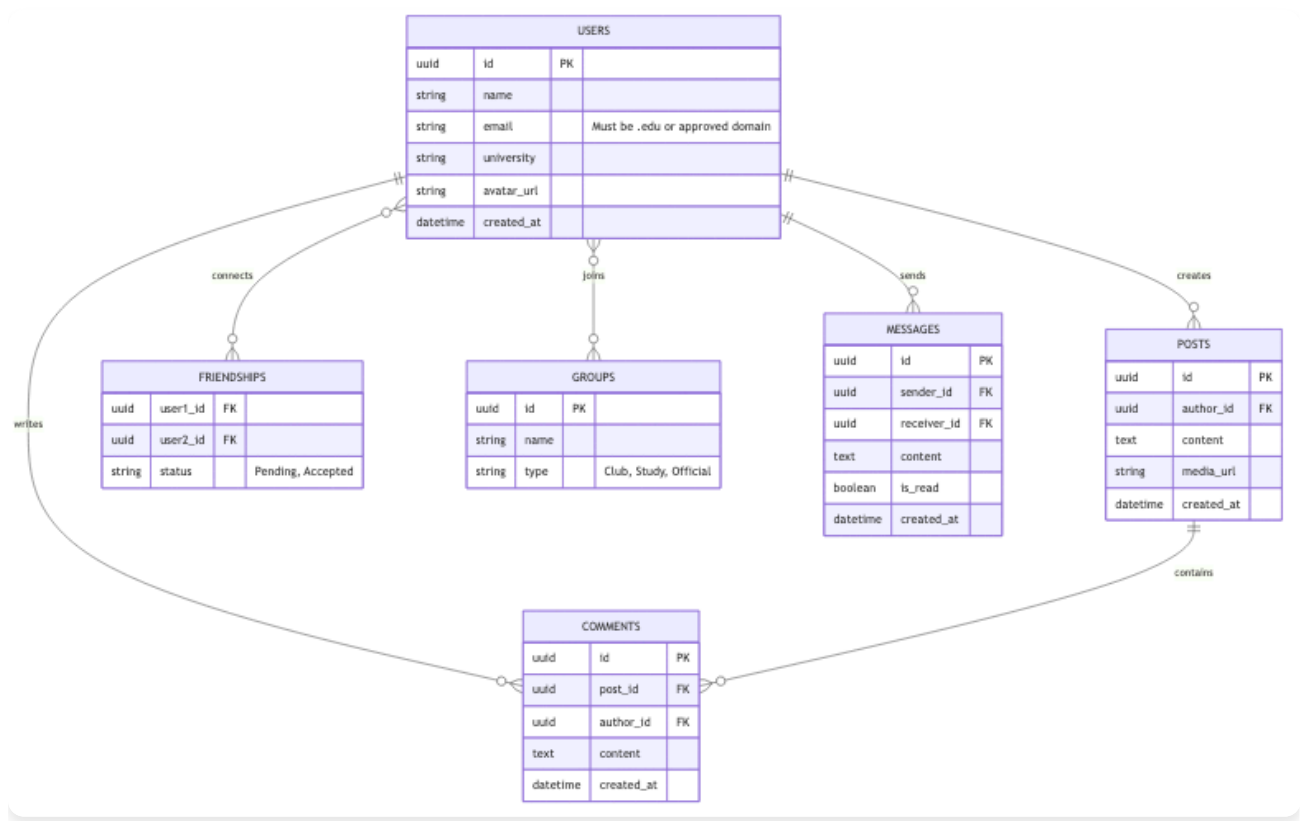 USERS
uuid id PK
string name
string email Must be .edu or approved domain
string university
string avatar_url
datetime created_at
connects
joins
sends
creates
writes
FRIENDSHIPS
uuid user1_id FK
uuid user2_id FK
string status Pending, Accepted
GROUPS
uuid id PK
string name
string type Club, Study, Official
MESSAGES
uuid id PK
uuid sender_id FK
uuid receiver_id FK
text content
boolean is_read
datetime created_at
POSTS
uuid id PK
uuid author_id FK
text content
string media_url
datetime created_at
contains
COMMENTS
uuid id PK
uuid post_id FK
uuid author_id FK
text content
datetime created_at